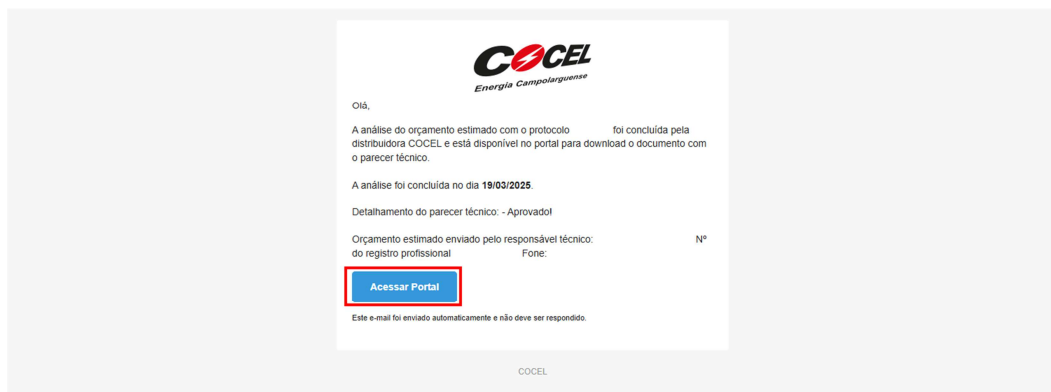 COCEL
Energia Campolarguense
Olá,
A análise do orçamento estimado com o protocolo foi concluída pela
distribuidora COCEL e está disponível no portal para download o documento com
o parecer técnico.
A análise foi concluída no dia 19/03/2025.
Detalhamento do parecer técnico: - Aprovado!
Orçamento estimado enviado pelo responsável técnico: Nº
do registro profissional Fone:
Acessar Portal
Este e-mail foi enviado automaticamente e não deve ser respondido.
COCEL